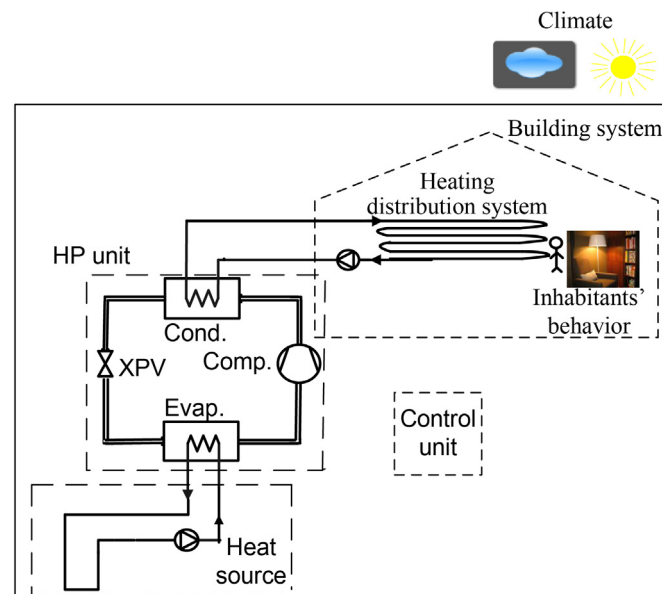 Climate
Building system
Heating
distribution system
HP unit
Inhabitants'
behavior
Cond.
XPV
Comp.
Evap.
Control
unit
Heat
source